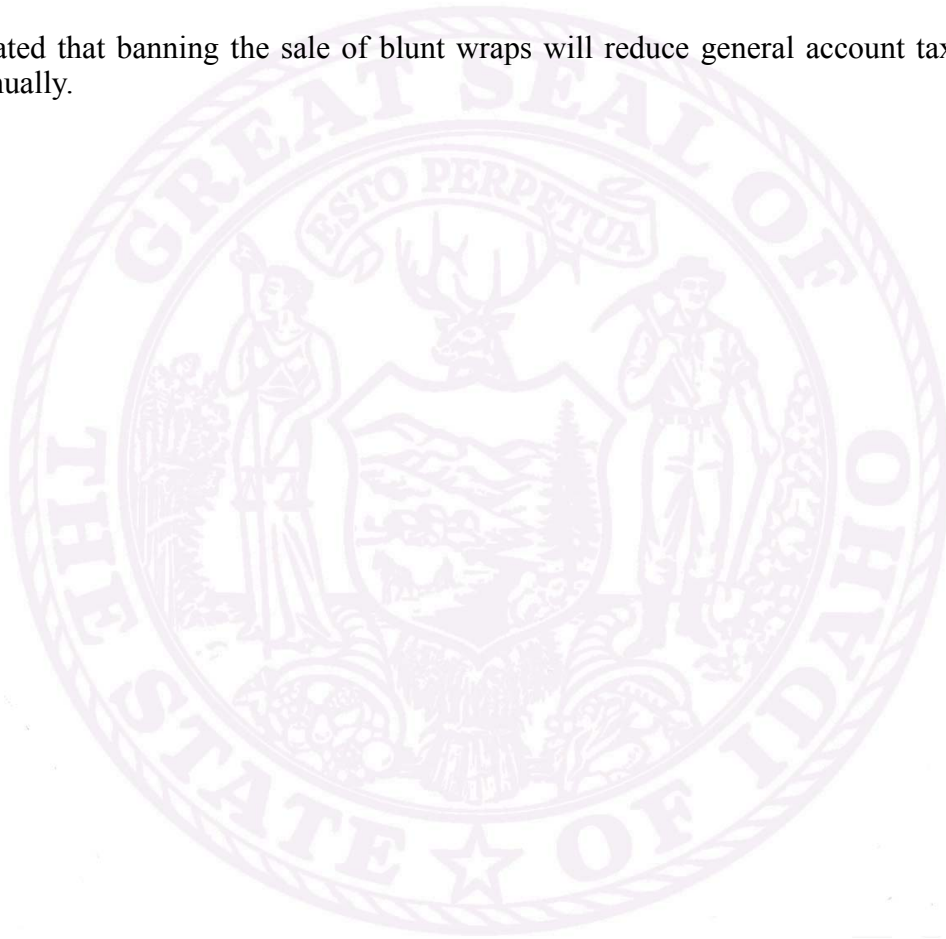 ated that banning the sale of blunt wraps will reduce general account tax
nually.
GREAT SEAL OF
ESTO PERPETUA
THE STATE OF IDAHO